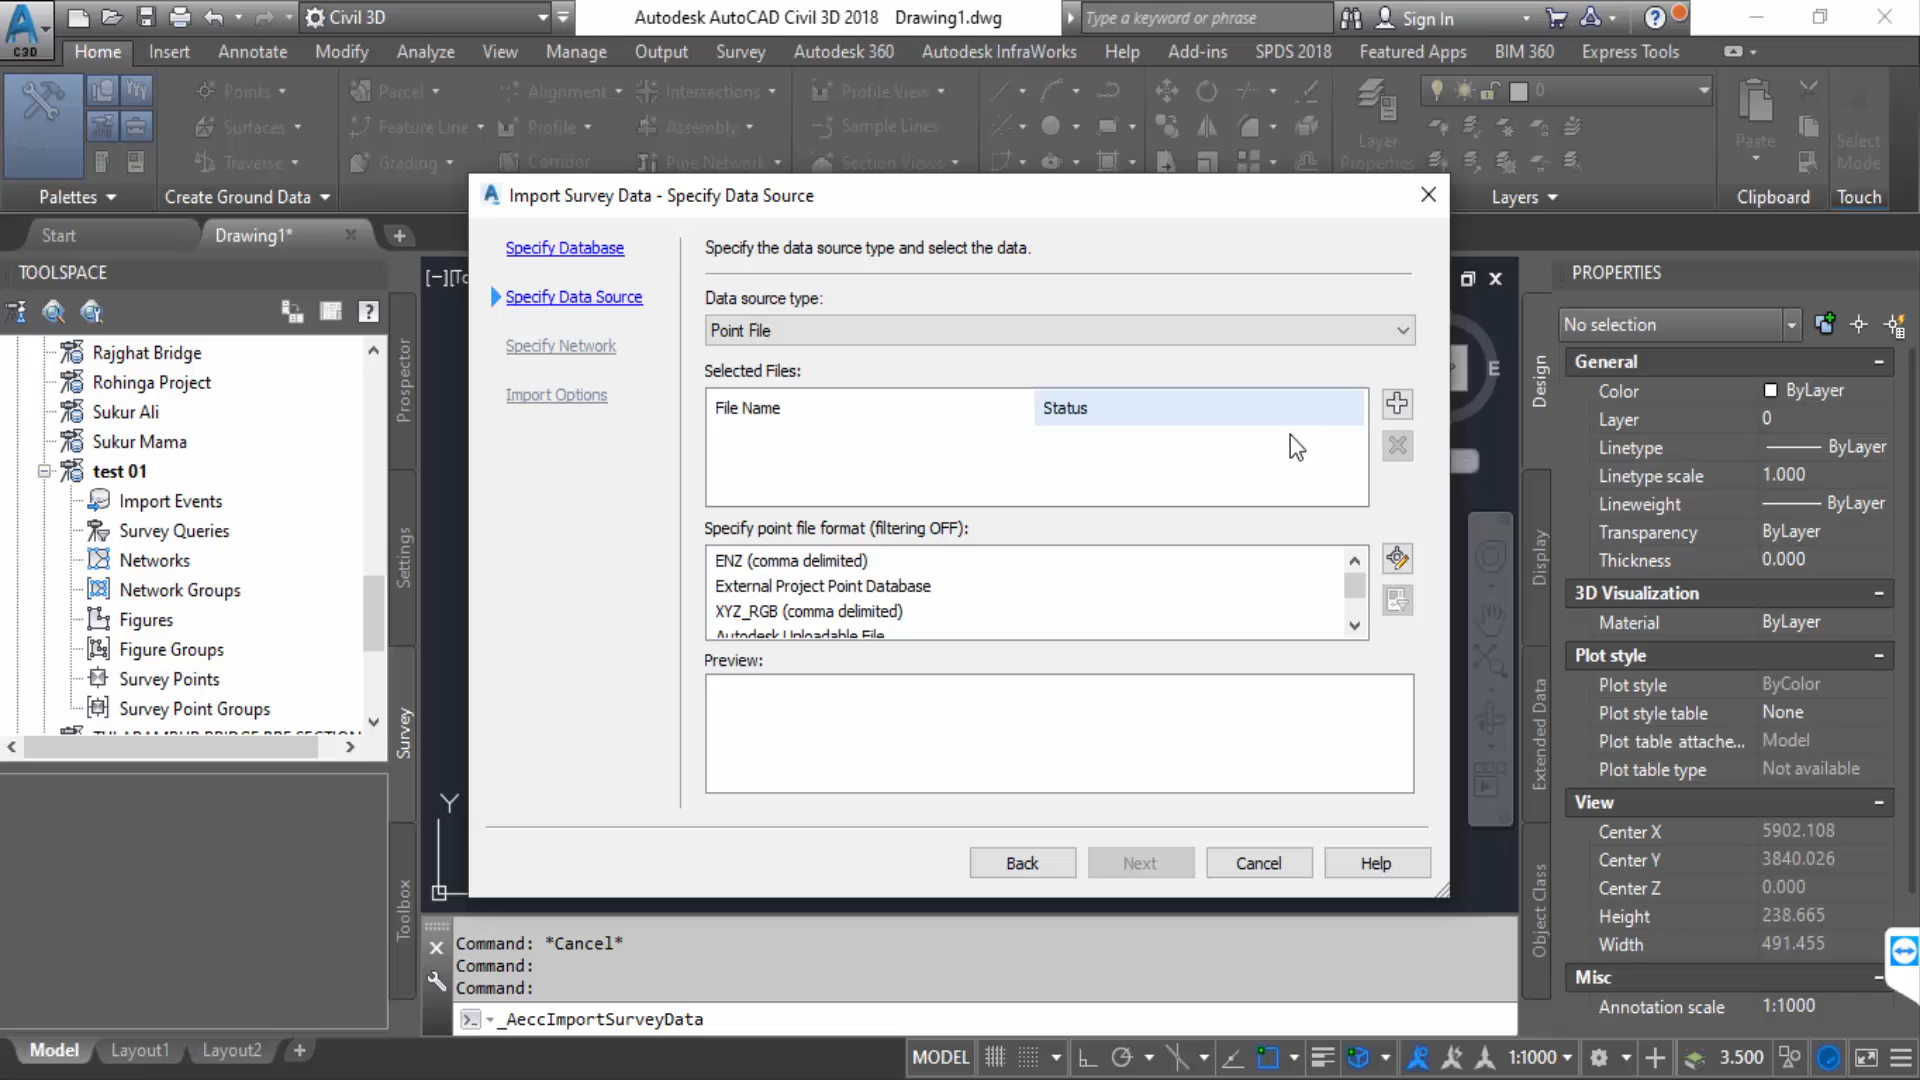 Civil 3D
Autodesk AutoCAD Civil 3D 2018 Drawing1.dwg
Type a keyword or phrase
Sign In
C3D
Home Insert Annotate Modify Analyze View Manage Output Survey Autodesk 360 Autodesk InfraWorks Help Add-ins SPDS 2018 Featured Apps BIM 360 Express Tools
Points Parcel Alignment Intersections Profile View 0
Surfaces Feature Line Profile Assembly Sample Lines
Layer Properties Paste Select Mode
Traverse Grading Corridor Pipe Network Section Views
Palettes Create Ground Data Layers Clipboard Touch
Start Drawing1* +
TOOLSPACE
Rajghat Bridge
Rohinga Project
Sukur Ali
Sukur Mama
test 01
Import Events
Survey Queries
Networks
Network Groups
Figures
Figure Groups
Survey Points
Survey Point Groups
Prospector
Settings
Survey
Toolbox
Import Survey Data - Specify Data Source
Specify Database
Specify Data Source
Specify Network
Import Options
Specify the data source type and select the data.
Data source type:
Point File
Selected Files:
File Name Status
Specify point file format (filtering OFF):
ENZ (comma delimited)
External Project Point Database
XYZ_RGB (comma delimited)
Autodesk Uploadable File
Preview:
Back Next Cancel Help
[−][To
E
Y
Command: *Cancel*
Command:
Command:
_AeccImportSurveyData
PROPERTIES
No selection
Design
Display
Extended Data
Object Class
General
Color ByLayer
Layer 0
Linetype ByLayer
Linetype scale 1.000
Lineweight ByLayer
Transparency ByLayer
Thickness 0.000
3D Visualization
Material ByLayer
Plot style
Plot style ByColor
Plot style table None
Plot table attache... Model
Plot table type Not available
View
Center X 5902.108
Center Y 3840.026
Center Z 0.000
Height 238.665
Width 491.455
Misc
Annotation scale 1:1000
Model Layout1 Layout2 +
MODEL 1:1000 3.500